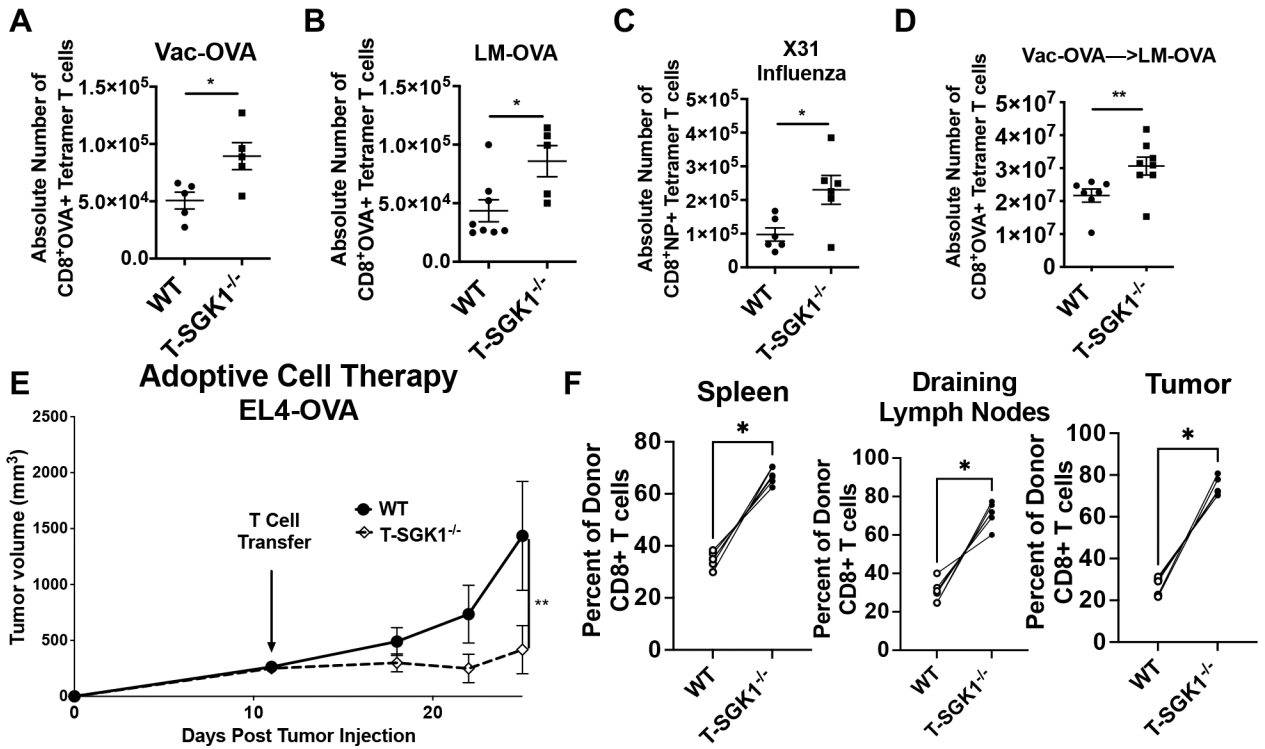 A
Vac-OVA
Absolute Number of
CD8⁺OVA+ Tetramer T cells
1.5×10⁵
1.0×10⁵
5.0×10⁴
0.0
*
WT
T-SGK1⁻/⁻
B
LM-OVA
Absolute Number of
CD8⁺OVA+ Tetramer T cells
1.5×10⁵
1.0×10⁵
5.0×10⁴
0.0
*
WT
T-SGK1⁻/⁻
C
X31
Influenza
Absolute Number of
CD8⁺NP+ Tetramer T cells
5×10⁵
4×10⁵
3×10⁵
2×10⁵
1×10⁵
0
*
WT
T-SGK1⁻/⁻
D
Vac-OVA—>LM-OVA
Absolute Number of
CD8⁺OVA+ Tetramer T cells
5×10⁷
4×10⁷
3×10⁷
2×10⁷
1×10⁷
0
**
WT
T-SGK1⁻/⁻
E
Adoptive Cell Therapy
EL4-OVA
Tumor volume (mm³)
2500
2000
1500
1000
500
0
T Cell
Transfer
WT
T-SGK1⁻/⁻
**
0
10
20
Days Post Tumor Injection
F
Spleen
Percent of Donor
CD8+ T cells
80
60
40
20
0
*
WT
T-SGK1⁻/⁻
Draining
Lymph Nodes
Percent of Donor
CD8+ T cells
100
80
60
40
20
0
*
WT
T-SGK1⁻/⁻
Tumor
Percent of Donor
CD8+ T cells
100
80
60
40
20
0
*
WT
T-SGK1⁻/⁻